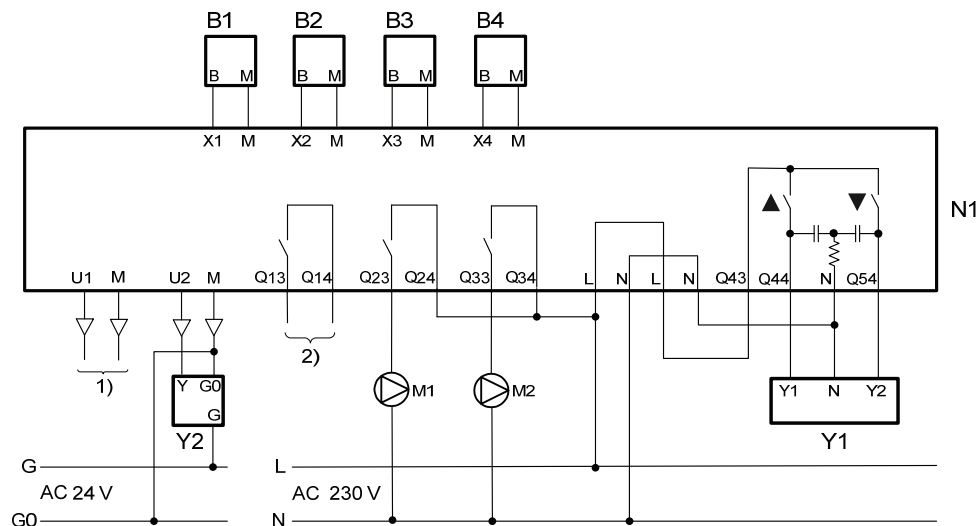 B1 B2 B3 B4
B M B M B M B M
X1 M X2 M X3 M X4 M
N1
U1 M U2 M Q13 Q14 Q23 Q24 Q33 Q34 L N L N Q43 Q44 N Q54
1) 2)
Y G0 M1 M2 Y1 N Y2
G
Y2 Y1
G L
AC 24 V AC 230 V
G0 N